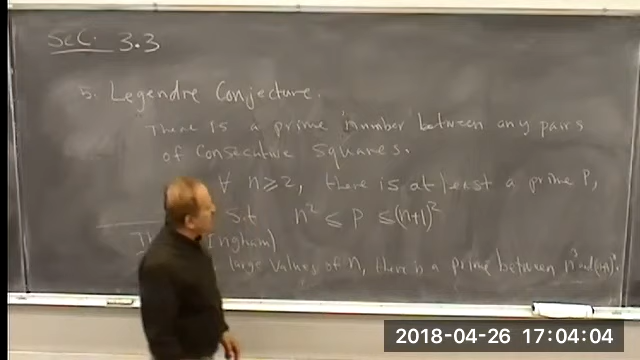 Sec. 3.3
5. Legendre Conjecture.
There is a prime number between any pairs
of consecutive squares.
∀ n ≥ 2, there is at least a prime P,
s.t n² ≤ P ≤ (n+1)²
Ingham)
large values of n, there is a prime between n³ and (n+1)³.
2018-04-26 17:04:04